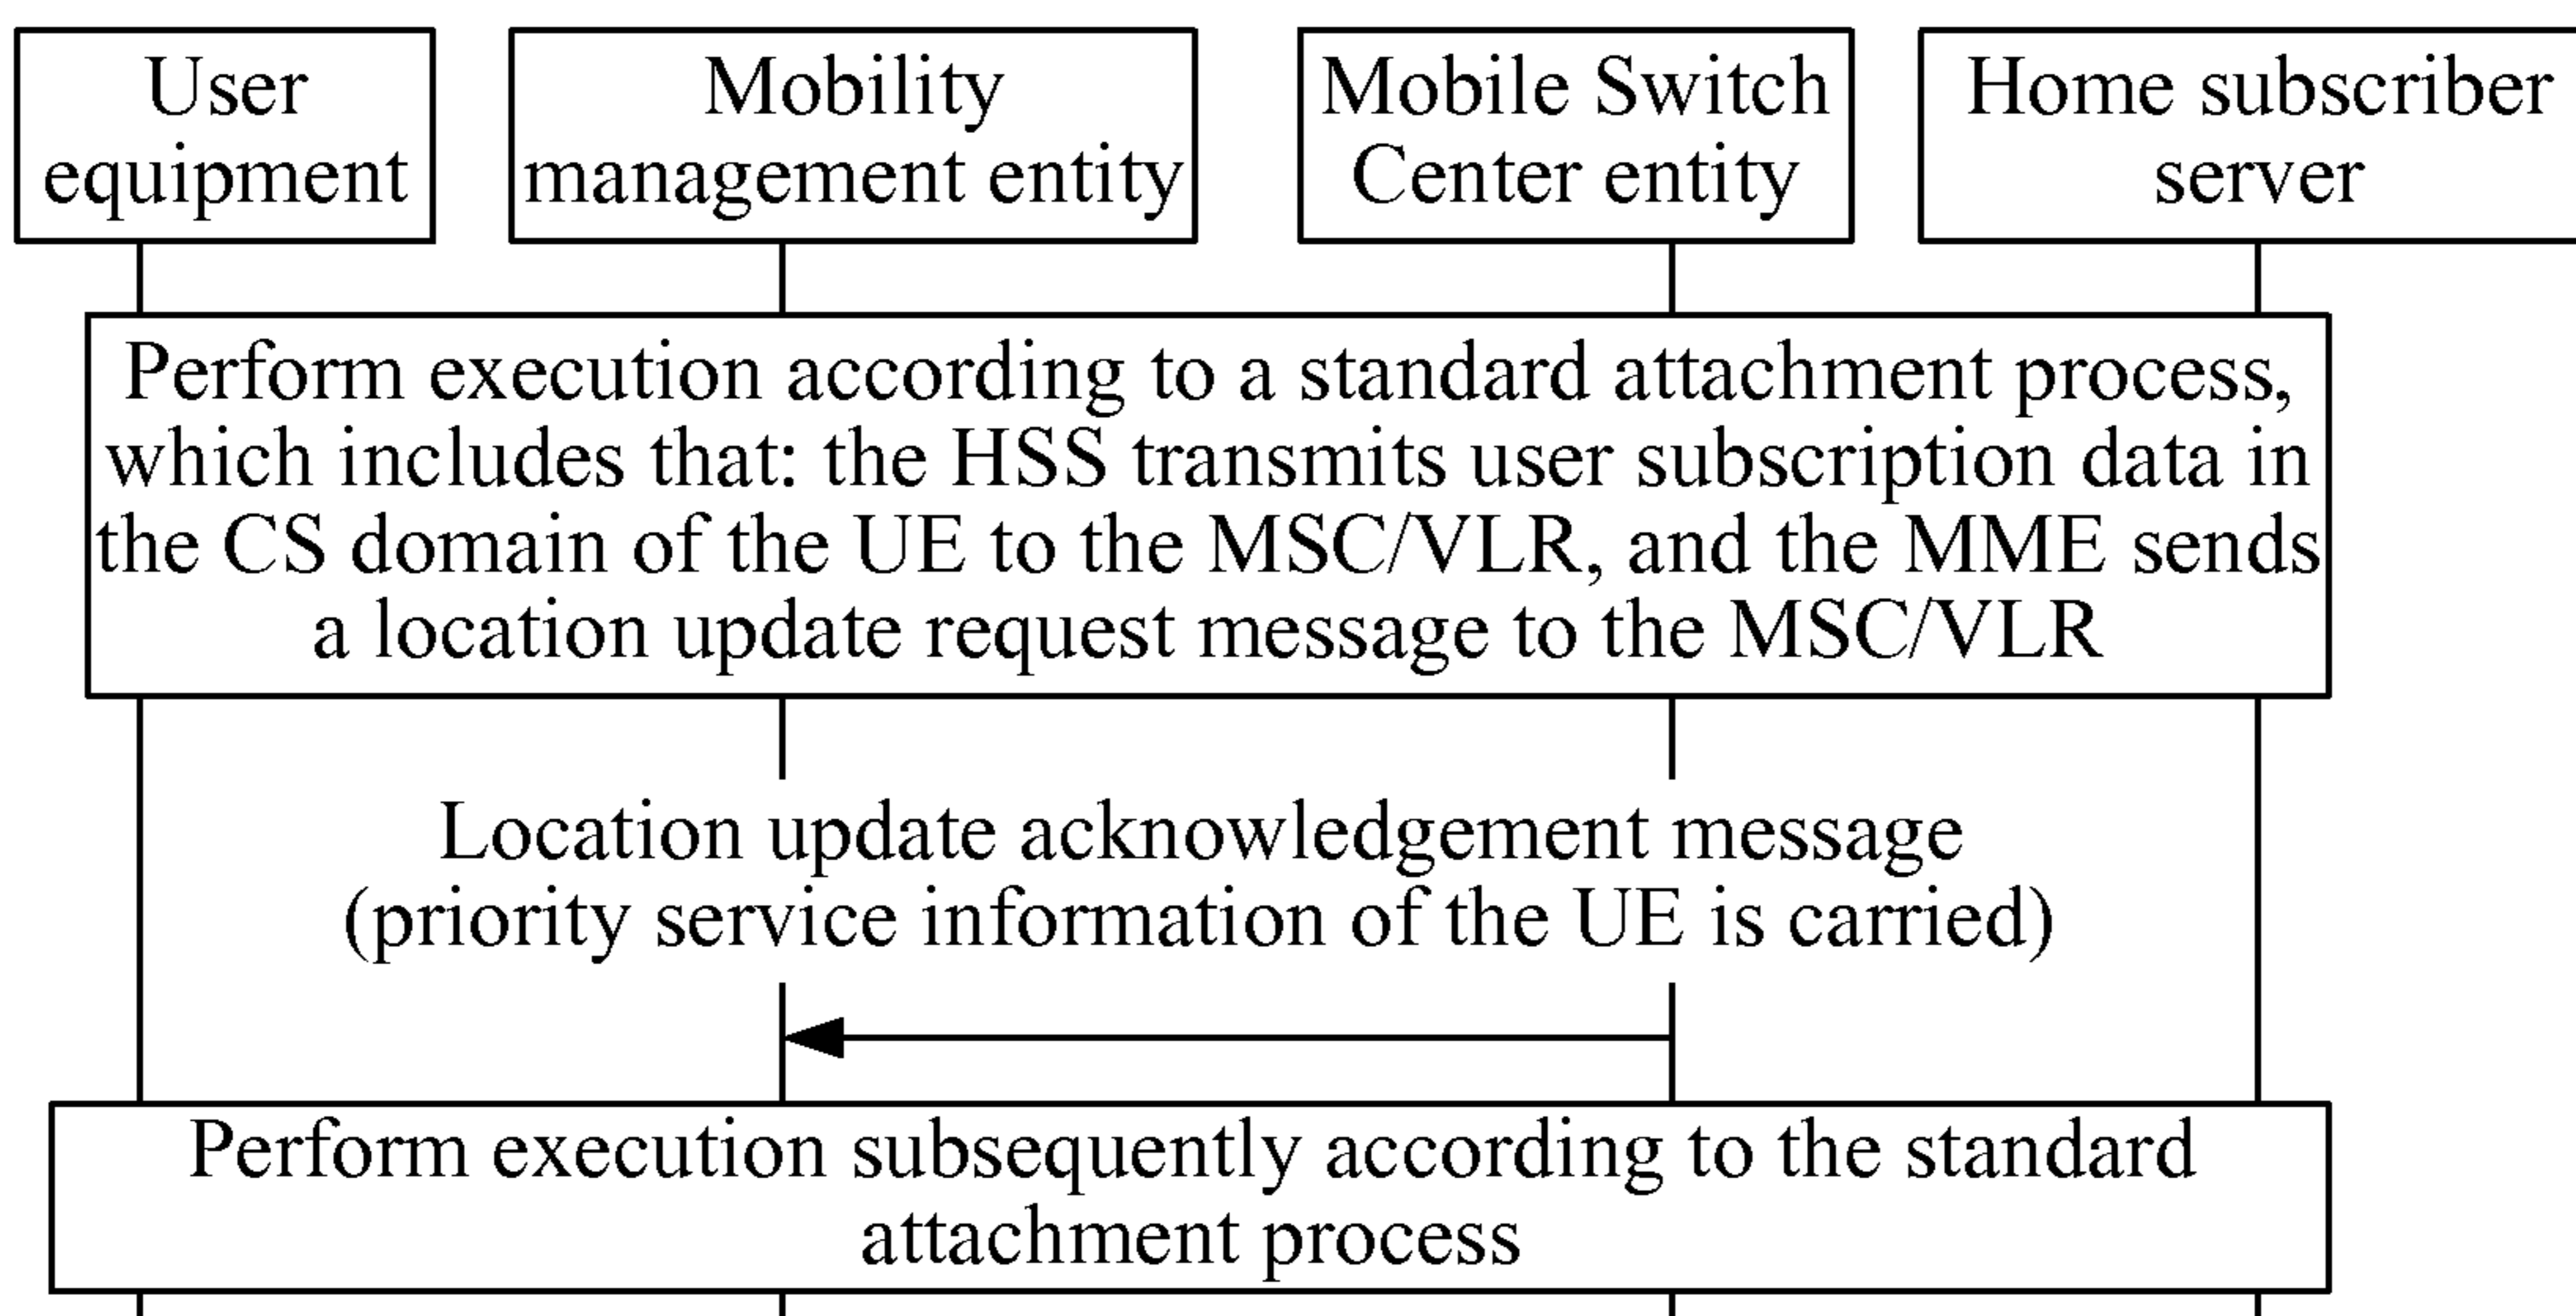 User
equipment
Mobility
management entity
Mobile Switch
Center entity
Home subscriber
server
Perform execution according to a standard attachment process,
which includes that: the HSS transmits user subscription data in
the CS domain of the UE to the MSC/VLR, and the MME sends
a location update request message to the MSC/VLR
Location update acknowledgement message
(priority service information of the UE is carried)
Perform execution subsequently according to the standard
attachment process